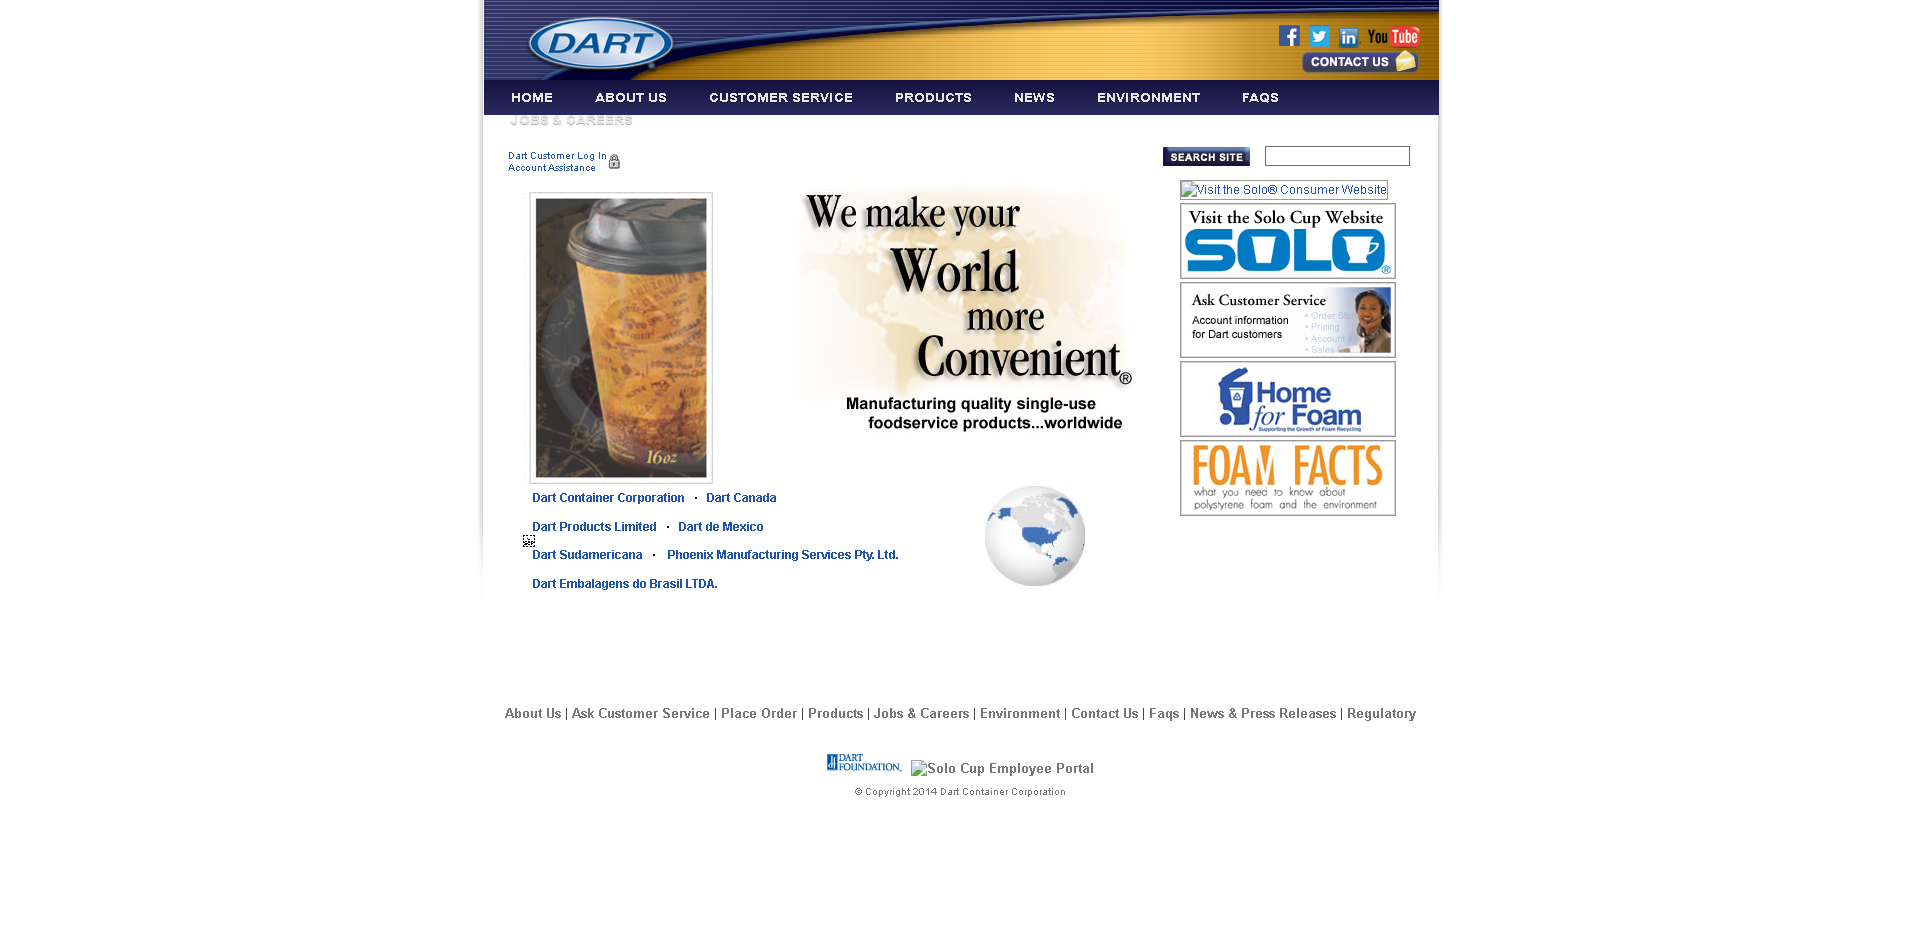 DART
You Tube
CONTACT US
HOME ABOUT US CUSTOMER SERVICE PRODUCTS NEWS ENVIRONMENT FAQS
JOBS & CAREERS
Dart Customer Log In
Account Assistance
SEARCH SITE
We make your
World
more
Convenient®
Manufacturing quality single-use
foodservice products...worldwide
16oz
Visit the Solo® Consumer Website
Visit the Solo Cup Website
SOLO®
Ask Customer Service
Account information
for Dart customers
• Pricing
Home
for Foam
Supporting the Growth of Foam Recycling
FOAM FACTS
what you need to know about
polystyrene foam and the environment
Dart Container Corporation · Dart Canada
Dart Products Limited · Dart de Mexico
Dart Sudamericana · Phoenix Manufacturing Services Pty. Ltd.
Dart Embalagens do Brasil LTDA.
About Us | Ask Customer Service | Place Order | Products | Jobs & Careers | Environment | Contact Us | Faqs | News & Press Releases | Regulatory
DART
FOUNDATION
Solo Cup Employee Portal
© Copyright 2014 Dart Container Corporation